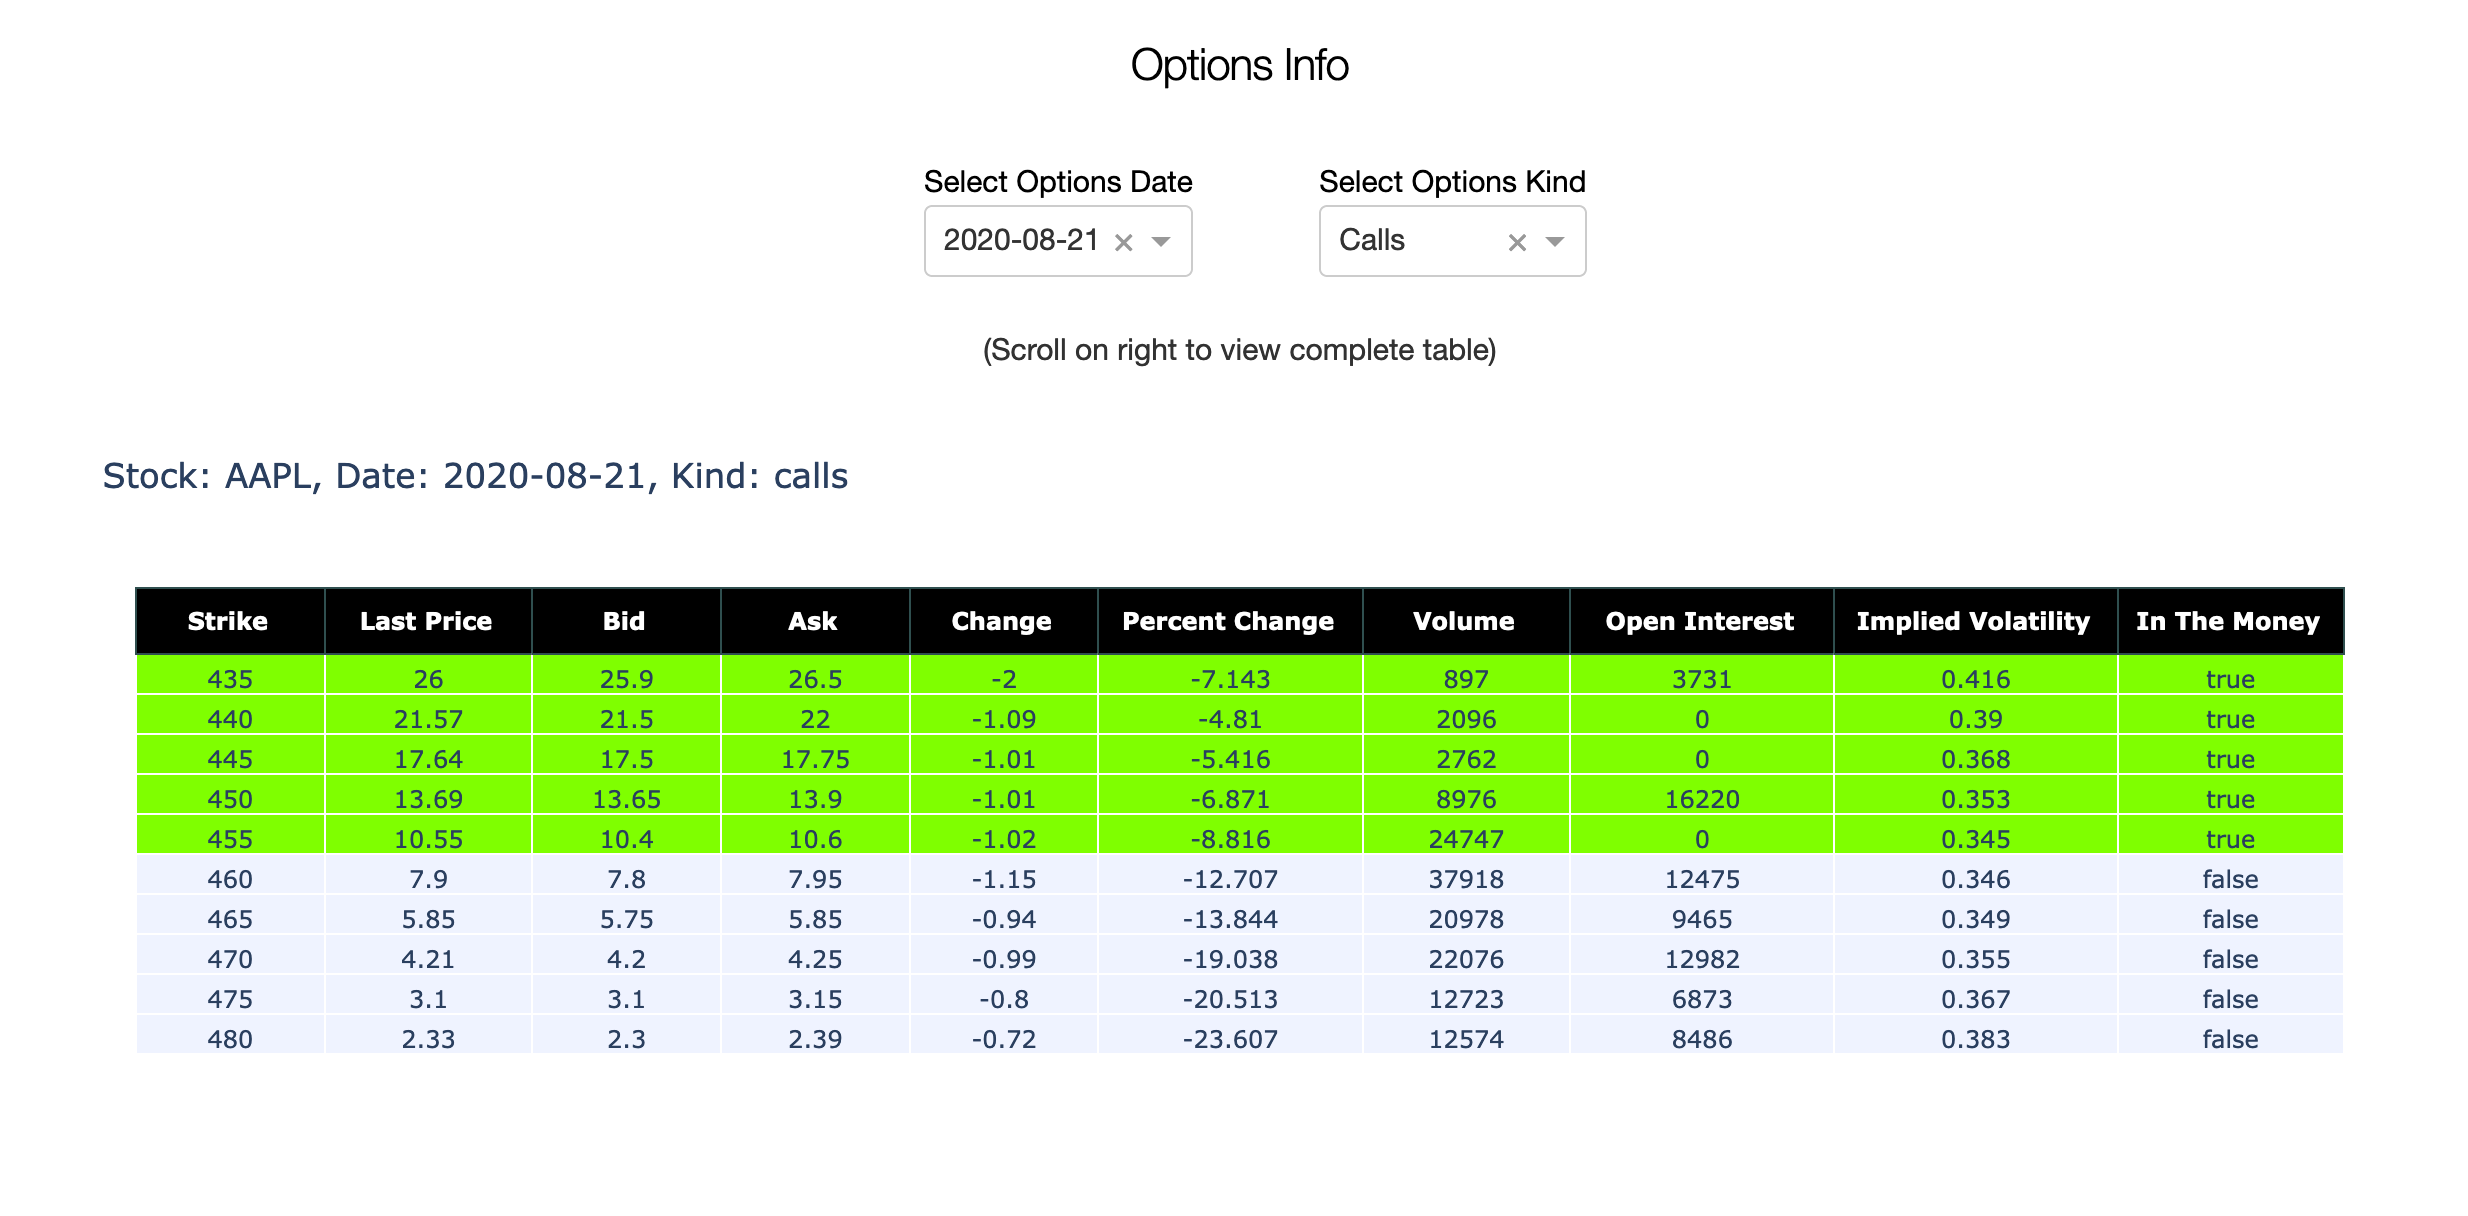 Options Info
Select Options Date Select Options Kind
2020-08-21 × Calls ×
(Scroll on right to view complete table)
Stock: AAPL, Date: 2020-08-21, Kind: calls
Strike Last Price Bid Ask Change Percent Change Volume Open Interest Implied Volatility In The Money
435 26 25.9 26.5 -2 -7.143 897 3731 0.416 true
440 21.57 21.5 22 -1.09 -4.81 2096 0 0.39 true
445 17.64 17.5 17.75 -1.01 -5.416 2762 0 0.368 true
450 13.69 13.65 13.9 -1.01 -6.871 8976 16220 0.353 true
455 10.55 10.4 10.6 -1.02 -8.816 24747 0 0.345 true
460 7.9 7.8 7.95 -1.15 -12.707 37918 12475 0.346 false
465 5.85 5.75 5.85 -0.94 -13.844 20978 9465 0.349 false
470 4.21 4.2 4.25 -0.99 -19.038 22076 12982 0.355 false
475 3.1 3.1 3.15 -0.8 -20.513 12723 6873 0.367 false
480 2.33 2.3 2.39 -0.72 -23.607 12574 8486 0.383 false